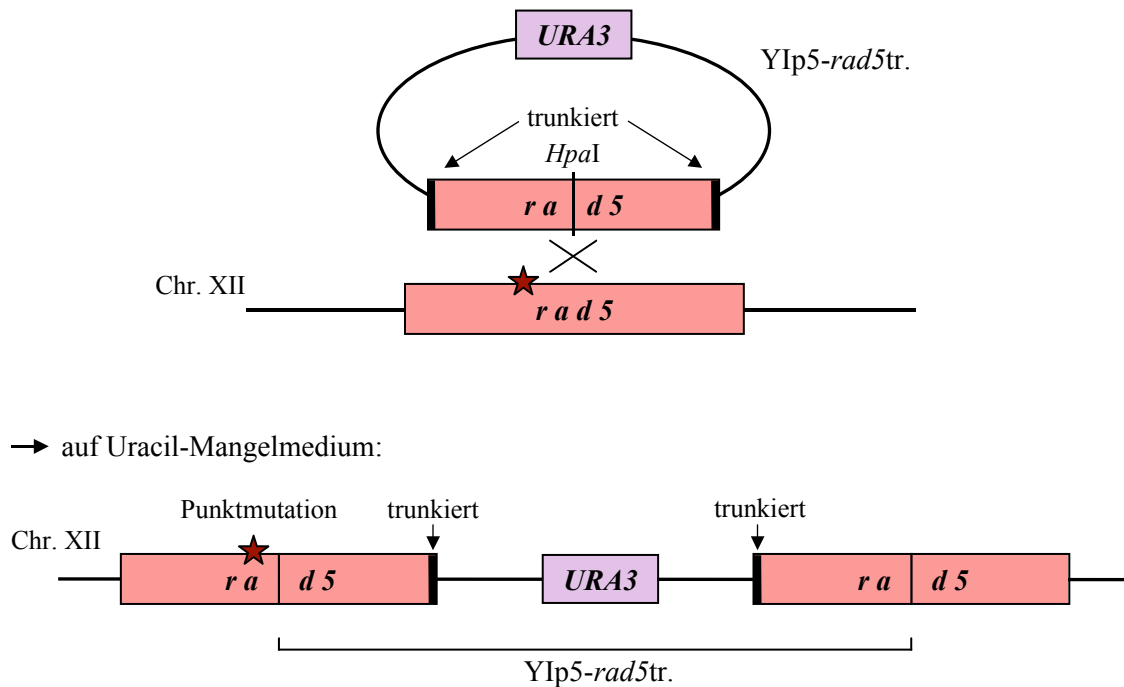 URA3
YIp5-rad5tr.
trunkiert
HpaI
r a d 5
Chr. XII
r a d 5
→ auf Uracil-Mangelmedium:
Punktmutation trunkiert trunkiert
Chr. XII
r a d 5 URA3 r a d 5
YIp5-rad5tr.